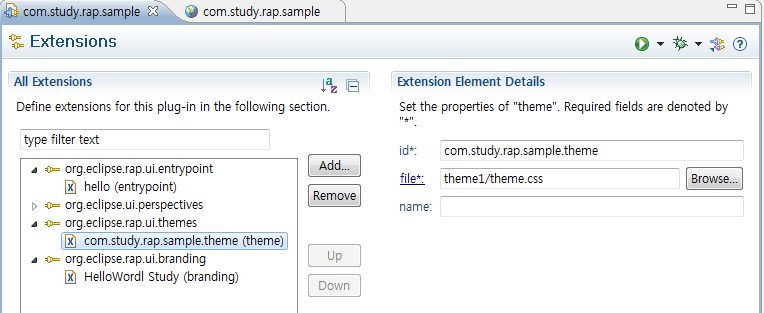 com.study.rap.sample
com.study.rap.sample
Extensions
All Extensions
Define extensions for this plug-in in the following section.
type filter text
org.eclipse.rap.ui.entrypoint
hello (entrypoint)
org.eclipse.ui.perspectives
org.eclipse.rap.ui.themes
com.study.rap.sample.theme (theme)
org.eclipse.rap.ui.branding
HelloWordl Study (branding)
Add...
Remove
Up
Down
Extension Element Details
Set the properties of "theme". Required fields are denoted by
"*".
id*: com.study.rap.sample.theme
file*: theme1/theme.css Browse...
name: